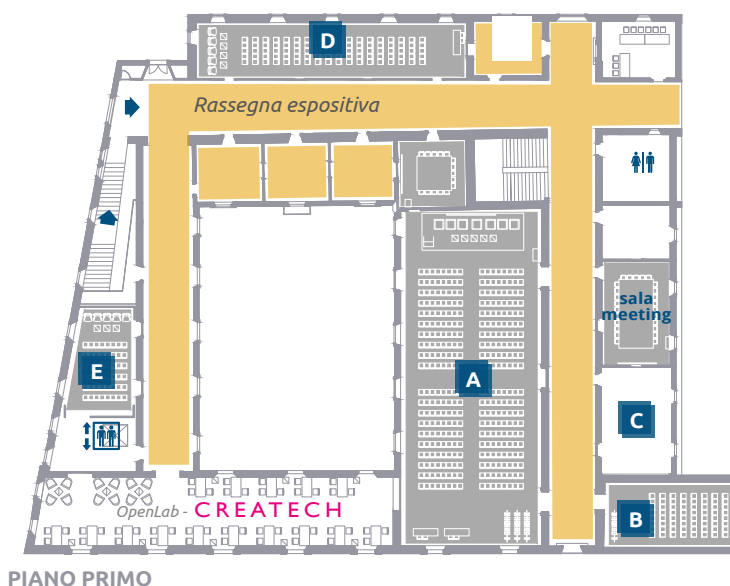 D
Rassegna espositiva
sala
meeting
E
A
C
OpenLab - CREATECH
B
PIANO PRIMO